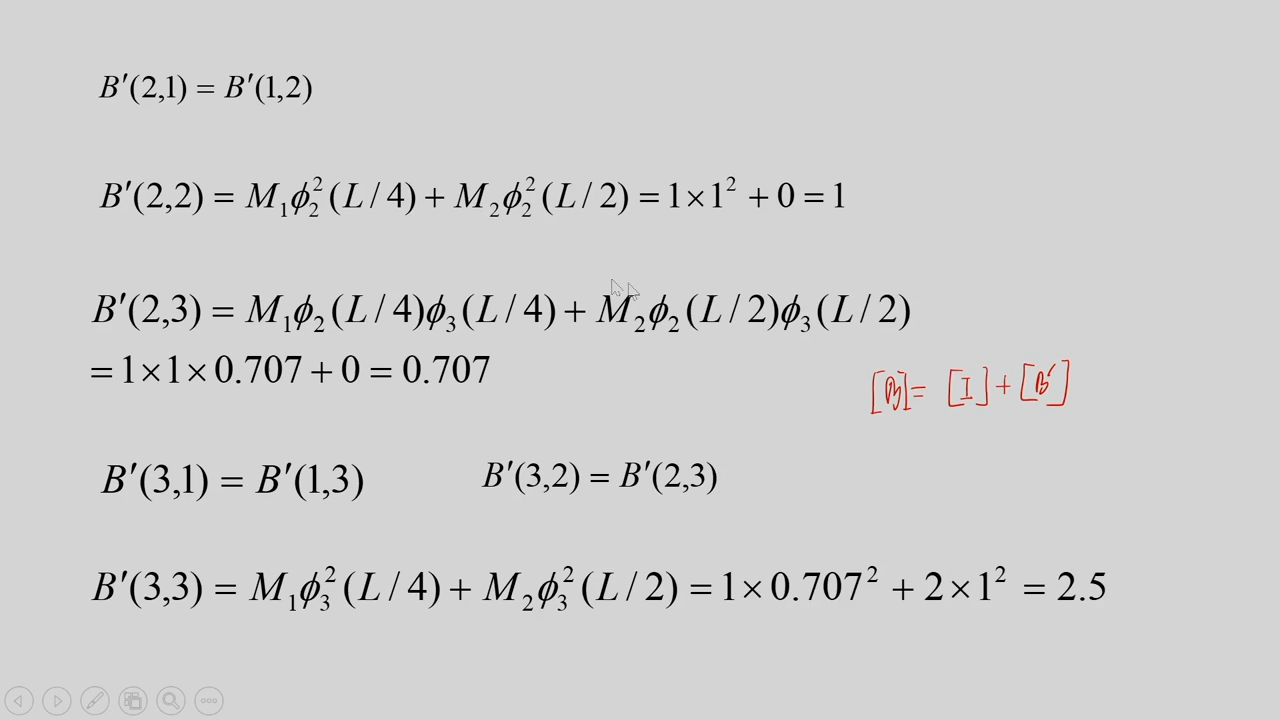 B′(2,1) = B′(1,2)
B′(2,2) = M₁ϕ₂²(L/4) + M₂ϕ₂²(L/2) = 1×1² + 0 = 1
B′(2,3) = M₁ϕ₂(L/4)ϕ₃(L/4) + M₂ϕ₂(L/2)ϕ₃(L/2)
= 1×1×0.707 + 0 = 0.707
[B] = [I] + [B′]
B′(3,1) = B′(1,3) B′(3,2) = B′(2,3)
B′(3,3) = M₁ϕ₃²(L/4) + M₂ϕ₃²(L/2) = 1×0.707² + 2×1² = 2.5